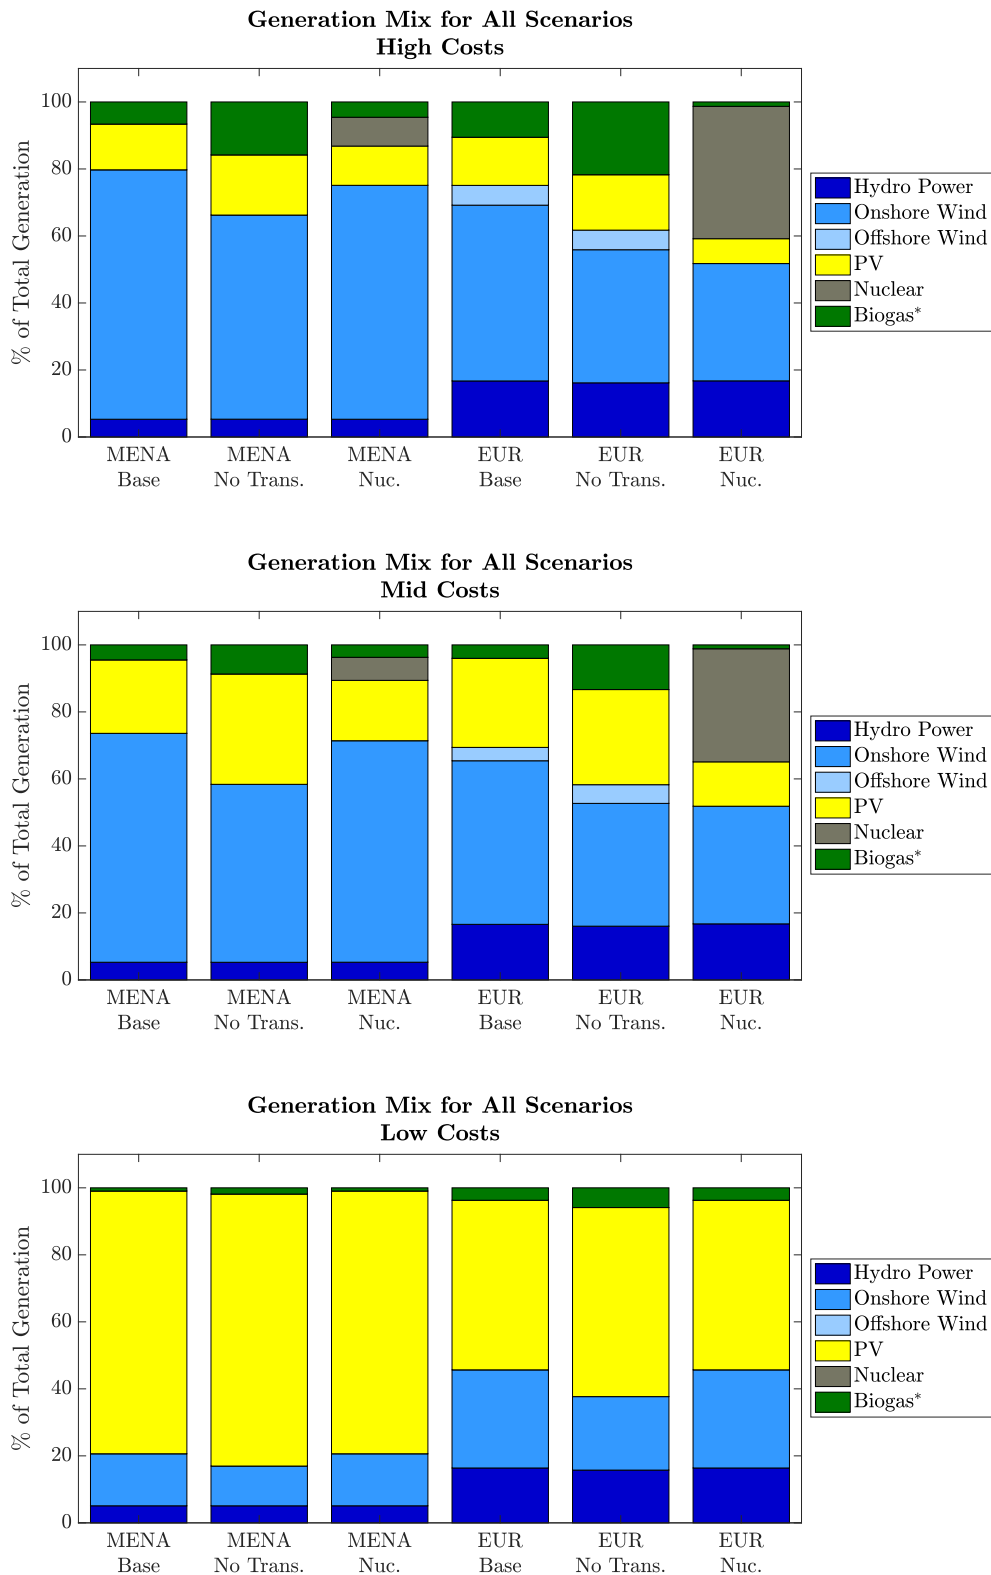 Generation Mix for All Scenarios
High Costs
% of Total Generation
100
80
60
40
20
0
MENA Base
MENA No Trans.
MENA Nuc.
EUR Base
EUR No Trans.
EUR Nuc.
Hydro Power
Onshore Wind
Offshore Wind
PV
Nuclear
Biogas*
Generation Mix for All Scenarios
Mid Costs
% of Total Generation
100
80
60
40
20
0
MENA Base
MENA No Trans.
MENA Nuc.
EUR Base
EUR No Trans.
EUR Nuc.
Hydro Power
Onshore Wind
Offshore Wind
PV
Nuclear
Biogas*
Generation Mix for All Scenarios
Low Costs
% of Total Generation
100
80
60
40
20
0
MENA Base
MENA No Trans.
MENA Nuc.
EUR Base
EUR No Trans.
EUR Nuc.
Hydro Power
Onshore Wind
Offshore Wind
PV
Nuclear
Biogas*